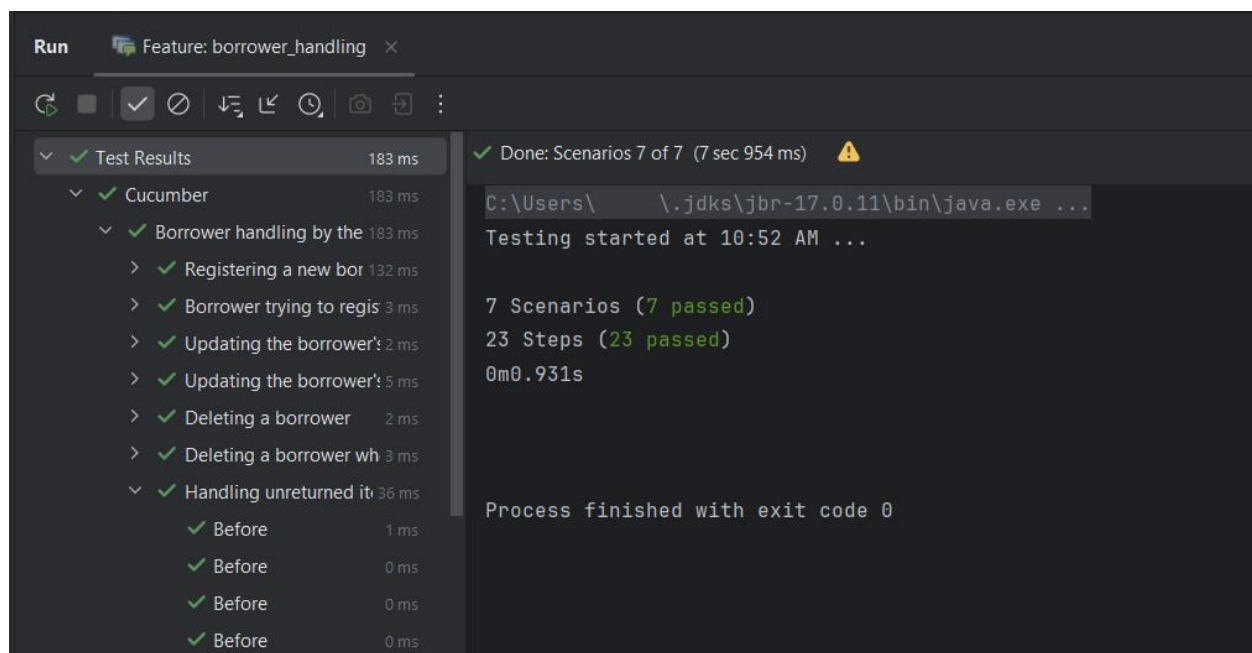 Run Feature: borrower_handling
Test Results 183 ms
Cucumber 183 ms
Borrower handling by the 183 ms
Registering a new bor 132 ms
Borrower trying to regis 3 ms
Updating the borrower's 2 ms
Updating the borrower's 5 ms
Deleting a borrower 2 ms
Deleting a borrower wh 3 ms
Handling unreturned ite 36 ms
Before 1 ms
Before 0 ms
Before 0 ms
Before 0 ms
Done: Scenarios 7 of 7 (7 sec 954 ms)
C:\Users\ \.jdks\jbr-17.0.11\bin\java.exe ...
Testing started at 10:52 AM ...
7 Scenarios (7 passed)
23 Steps (23 passed)
0m0.931s
Process finished with exit code 0